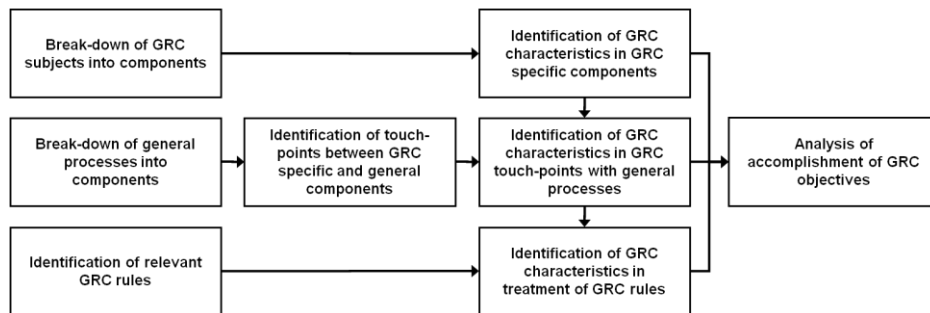 Break-down of GRC
subjects into components
Identification of GRC
characteristics in GRC
specific components
Break-down of general
processes into
components
Identification of touch-
points between GRC
specific and general
components
Identification of GRC
characteristics in GRC
touch-points with general
processes
Analysis of
accomplishment of GRC
objectives
Identification of relevant
GRC rules
Identification of GRC
characteristics in
treatment of GRC rules